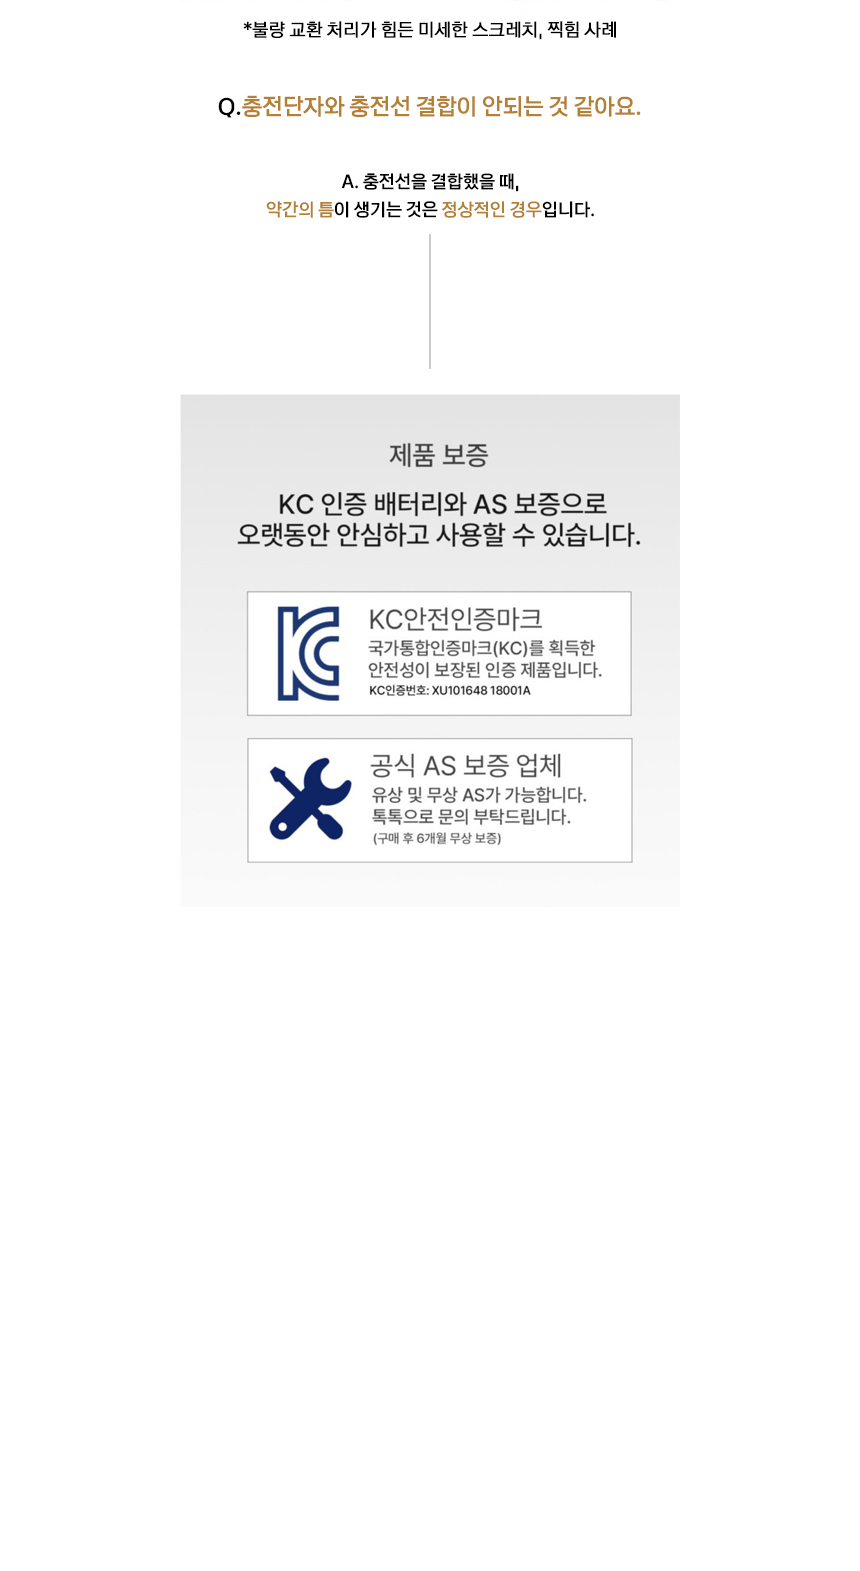 *불량 교환 처리가 힘든 미세한 스크레치, 찍힘 사례
Q.충전단자와 충전선 결합이 안되는 것 같아요.
A. 충전선을 결합했을 때,
약간의 틈이 생기는 것은 정상적인 경우입니다.
제품 보증
KC 인증 배터리와 AS 보증으로
오랫동안 안심하고 사용할 수 있습니다.
KC안전인증마크
국가통합인증마크(KC)를 획득한
안전성이 보장된 인증 제품입니다.
KC인증번호: XU101648 18001A
공식 AS 보증 업체
유상 및 무상 AS가 가능합니다.
톡톡으로 문의 부탁드립니다.
(구매 후 6개월 무상 보증)